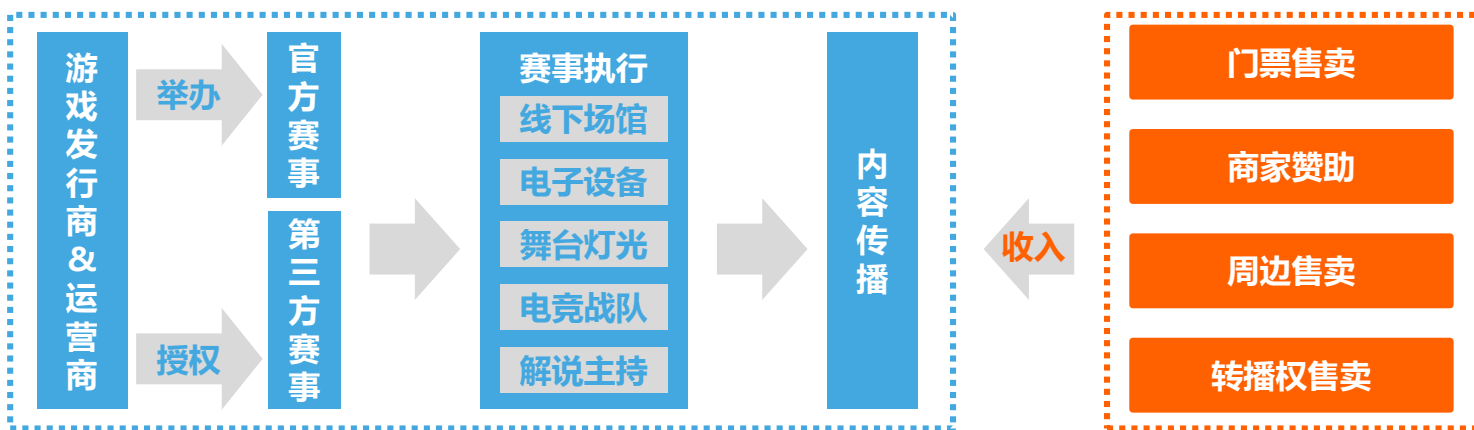 游戏发行商&运营商
举办
授权
官方赛事
第三方赛事
赛事执行
线下场馆
电子设备
舞台灯光
电竞战队
解说主持
内容传播
收入
门票售卖
商家赞助
周边售卖
转播权售卖